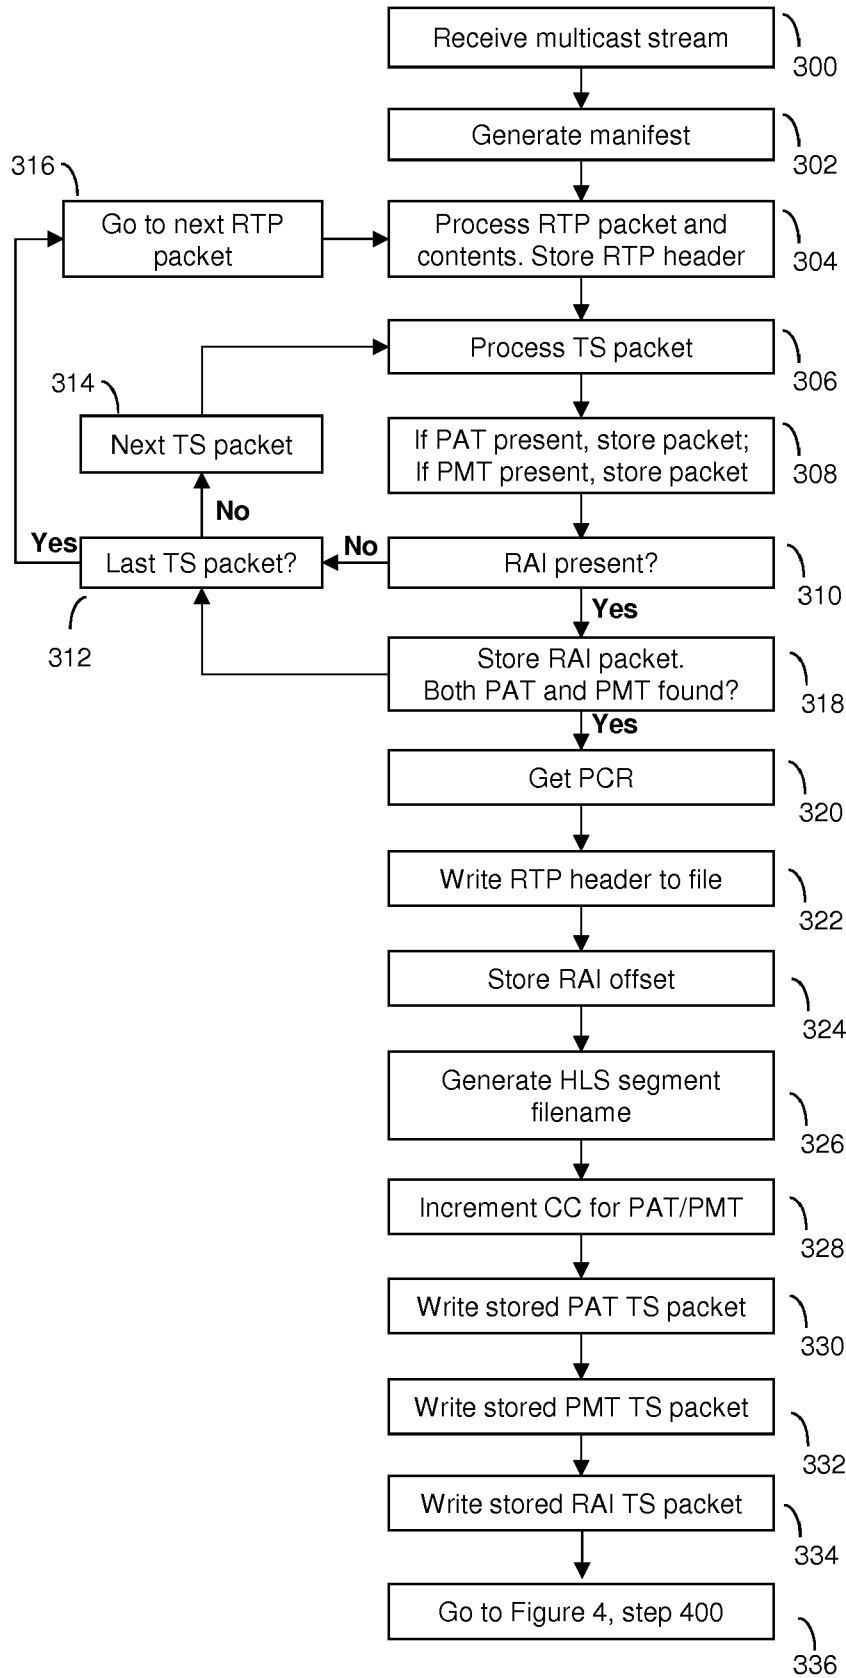 Receive multicast stream
300
Generate manifest
302
316
Go to next RTP
packet
Process RTP packet and
contents. Store RTP header
304
Process TS packet
306
314
Next TS packet
If PAT present, store packet;
If PMT present, store packet
308
No
Yes
Last TS packet?
No
RAI present?
310
312
Yes
Store RAI packet.
Both PAT and PMT found?
318
Yes
Get PCR
320
Write RTP header to file
322
Store RAI offset
324
Generate HLS segment
filename
326
Increment CC for PAT/PMT
328
Write stored PAT TS packet
330
Write stored PMT TS packet
332
Write stored RAI TS packet
334
Go to Figure 4, step 400
336